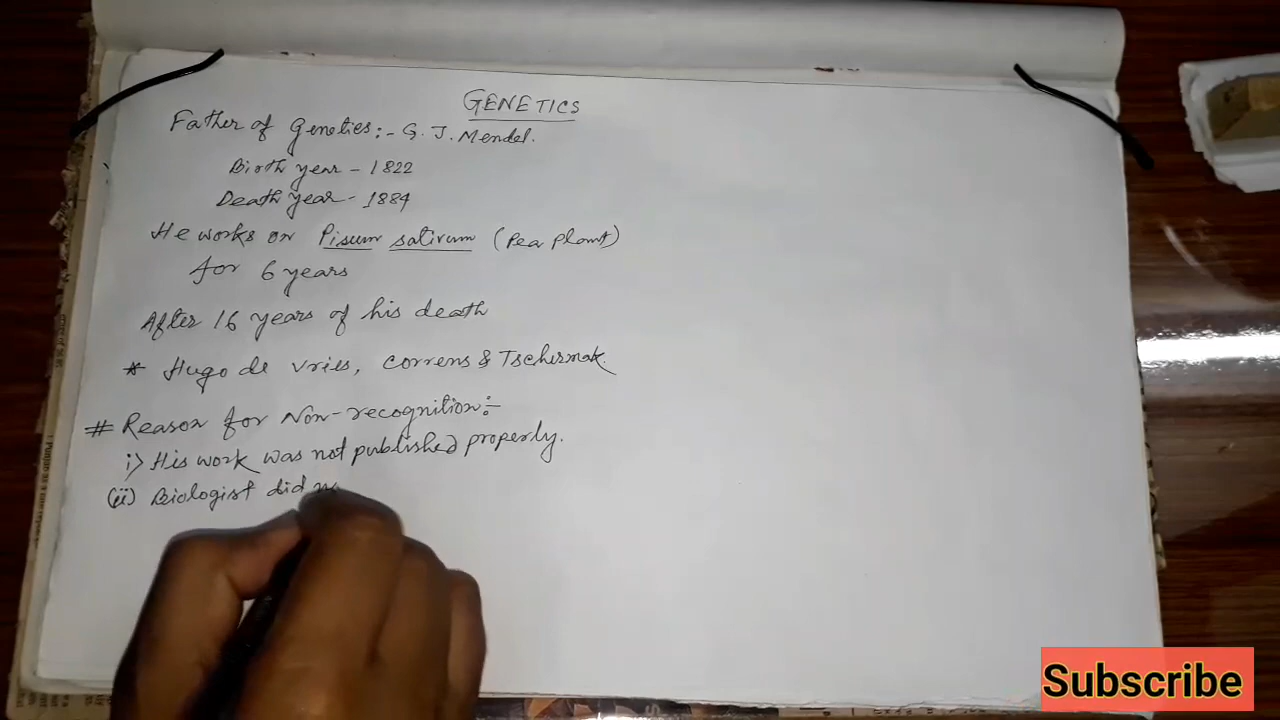 GENETICS
Father of Genetics:- G. J. Mendel.
Birth year - 1822
Death year - 1884
He works on Pisum sativum (Pea plant)
for 6 years
After 16 years of his death
* Hugo de Vries, Correns & Tschermak.
# Reason for Non-recognition:-
i) His work was not published properly.
(ii) Biologist did
Subscribe